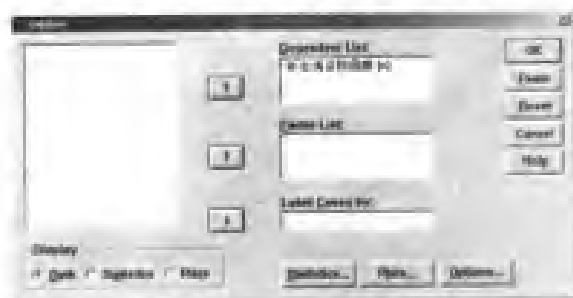 Dependent List:
OK
Paste
Reset
Factor List:
Cancel
Help
Label Cases by:
Display
Both
Statistics
Plots
Statistics...
Plots...
Options...